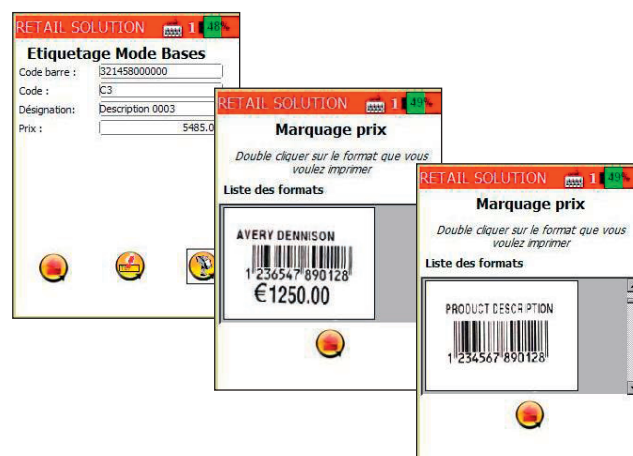 RETAIL SOLUTION 1 48%
Etiquetage Mode Bases
Code barre : 321458000000
Code : C3
Désignation: Description 0003
Prix : 5485.0
RETAIL SOLUTION 1 49%
Marquage prix
Double cliquer sur le format que vous
voulez imprimer
Liste des formats
AVERY DENNISON
1 236547 890128
€1250.00
RETAIL SOLUTION 1 49%
Marquage prix
Double cliquer sur le format que vous
voulez imprimer
Liste des formats
PRODUCT DESCRIPTION
1 234567 890128